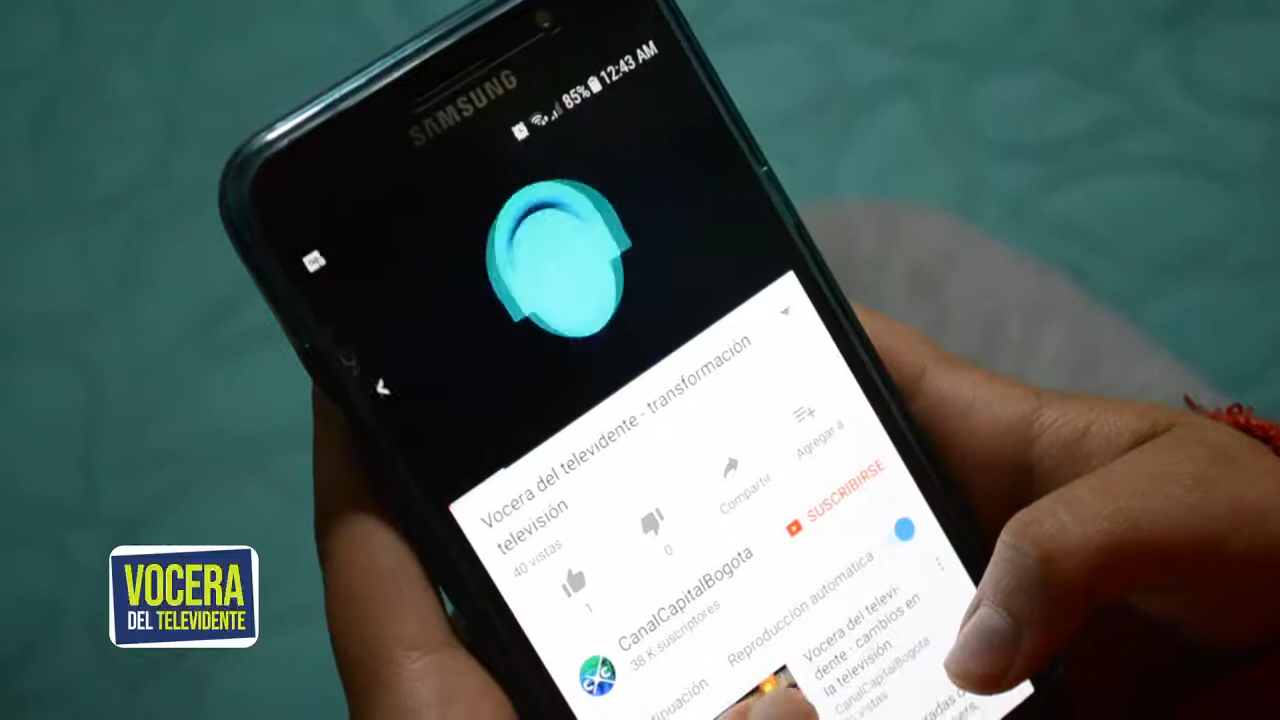 SAMSUNG
85% 12:43 AM
Vocera del televidente - transformación
televisión
40 vistas
1
0
Compartir
Agregar a
CanalCapitalBogota
38 K suscriptores
SUSCRIBIRSE
Reproducción automática
Vocera del televi-
dente - cambios en
la televisión
CanalCapitalBogota
VOCERA
DEL TELEVIDENTE